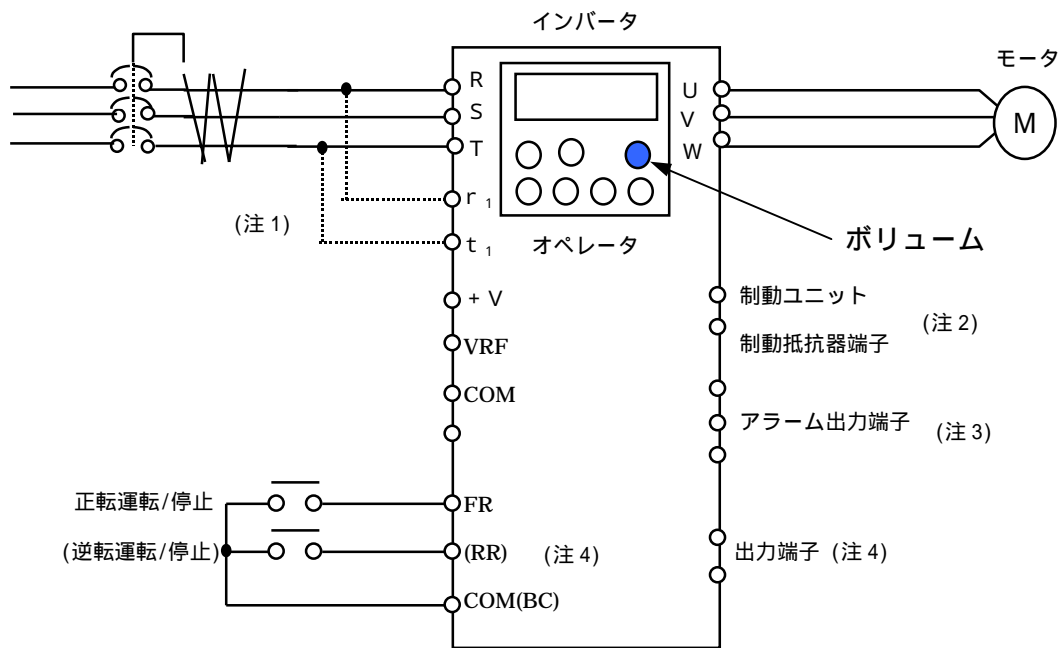 インバータ
モータ
R
S
T
r₁
t₁
(注1)
+V
VRF
COM
U
V
W
M
オペレータ
ボリューム
制動ユニット
制動抵抗器端子
(注2)
アラーム出力端子 (注3)
正転運転/停止
FR
(逆転運転/停止)
(RR) (注4)
出力端子 (注4)
COM(BC)